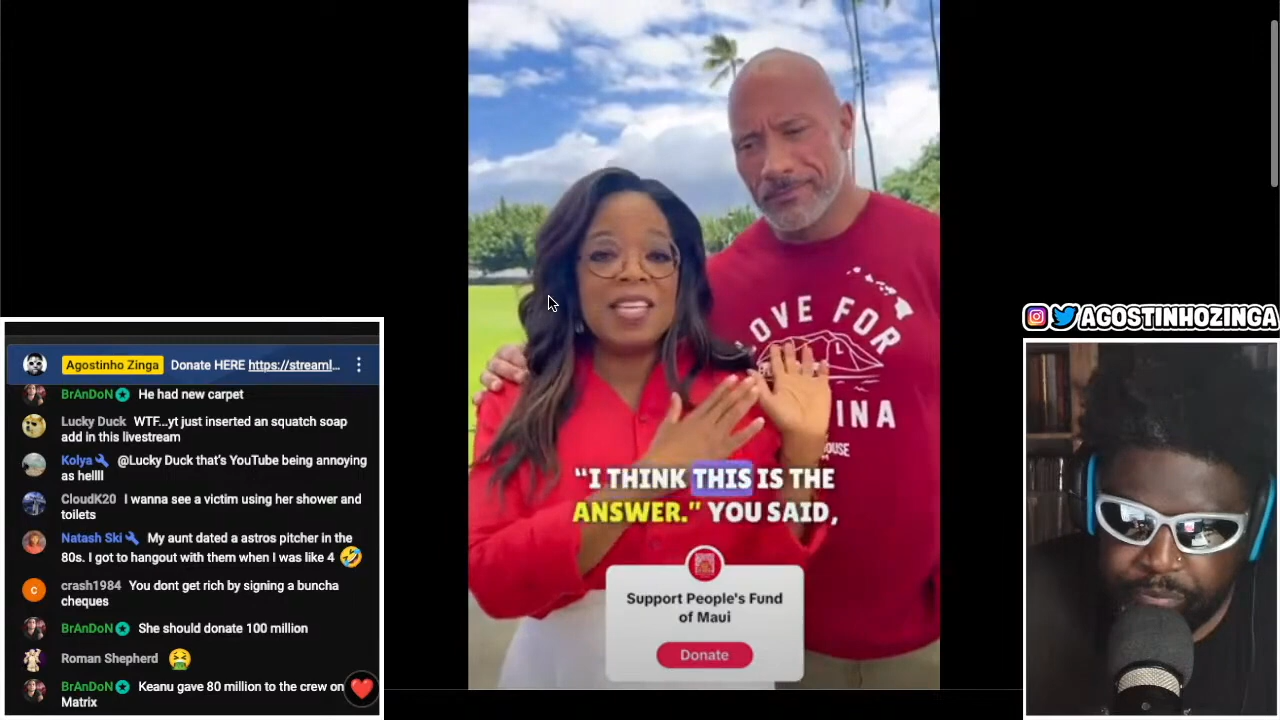 LOVE FOR
L
INA
OUSE
“I THINK THIS IS THE
ANSWER.” YOU SAID,
Support People's Fund
of Maui
Donate
AGOSTINHOZINGA
Agostinho Zinga Donate HERE https://streaml...
BrAnDoN He had new carpet
Lucky Duck WTF...yt just inserted an squatch soap
add in this livestream
Kolya @Lucky Duck that's YouTube being annoying
as hellll
CloudK20 I wanna see a victim using her shower and
toilets
Natash Ski My aunt dated a astros pitcher in the
80s. I got to hangout with them when I was like 4 🤣
C
crash1984 You dont get rich by signing a buncha
cheques
BrAnDoN She should donate 100 million
Roman Shepherd 🤮
BrAnDoN Keanu gave 80 million to the crew on
Matrix